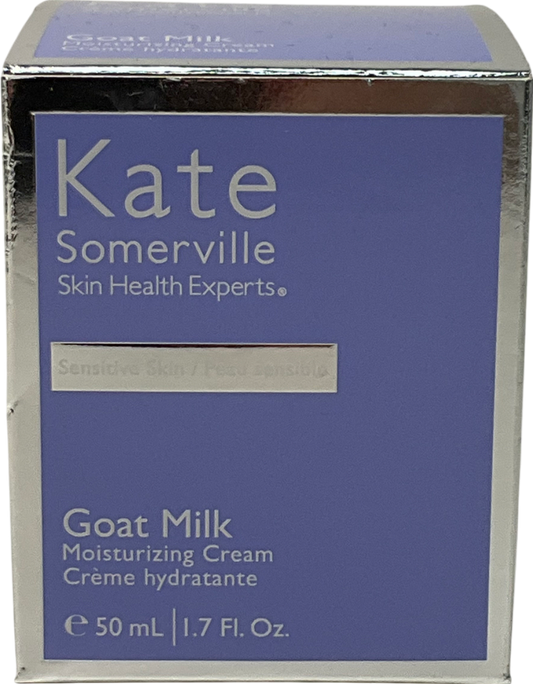 Goat Milk
Moisturizing Cream
Crème hydratante
Kate
Somerville
Skin Health Experts®
Sensitive Skin / Peau sensible
Goat Milk
Moisturizing Cream
Crème hydratante
℮ 50 mL | 1.7 Fl. Oz.